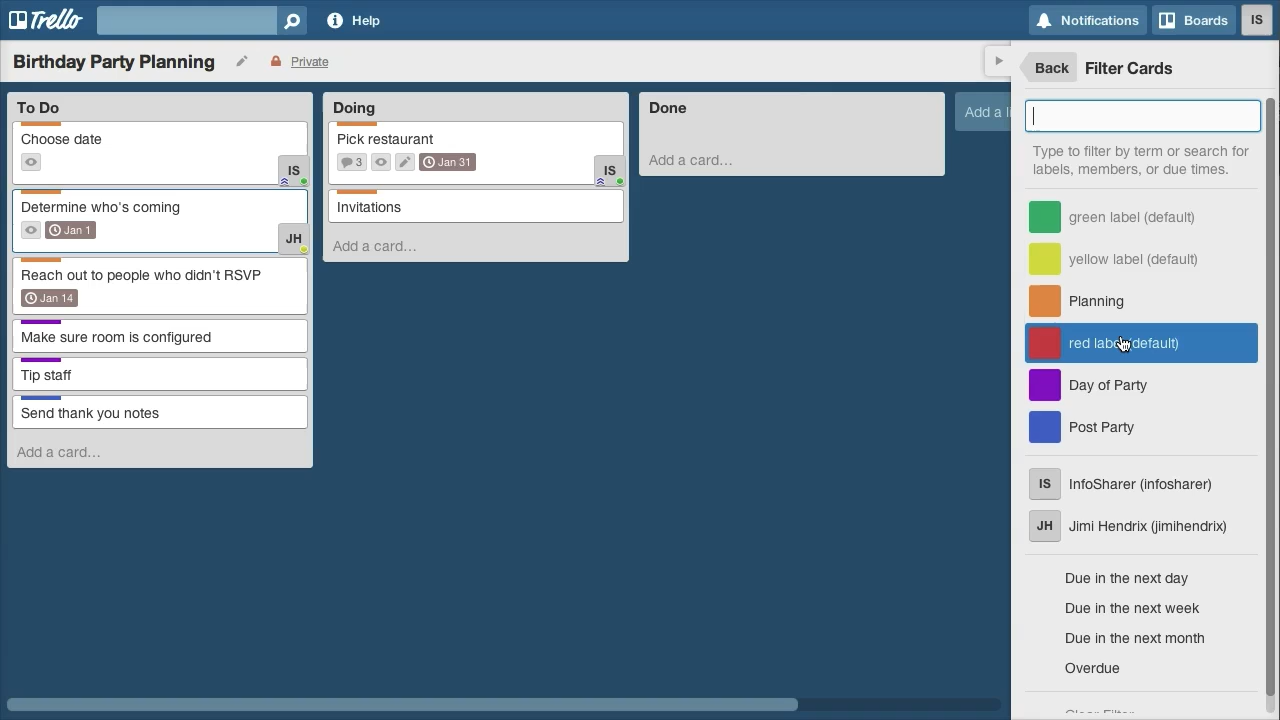 Trello
Help
Notifications
Boards
IS
Birthday Party Planning
Private
Back
Filter Cards
To Do
Choose date
IS
Determine who's coming
Jan 1
JH
Reach out to people who didn't RSVP
Jan 14
Make sure room is configured
Tip staff
Send thank you notes
Add a card…
Doing
Pick restaurant
3
Jan 31
IS
Invitations
Add a card…
Done
Add a card…
Add a
Type to filter by term or search for
labels, members, or due times.
green label (default)
yellow label (default)
Planning
red label (default)
Day of Party
Post Party
IS
InfoSharer (infosharer)
JH
Jimi Hendrix (jimihendrix)
Due in the next day
Due in the next week
Due in the next month
Overdue
Clear Filter